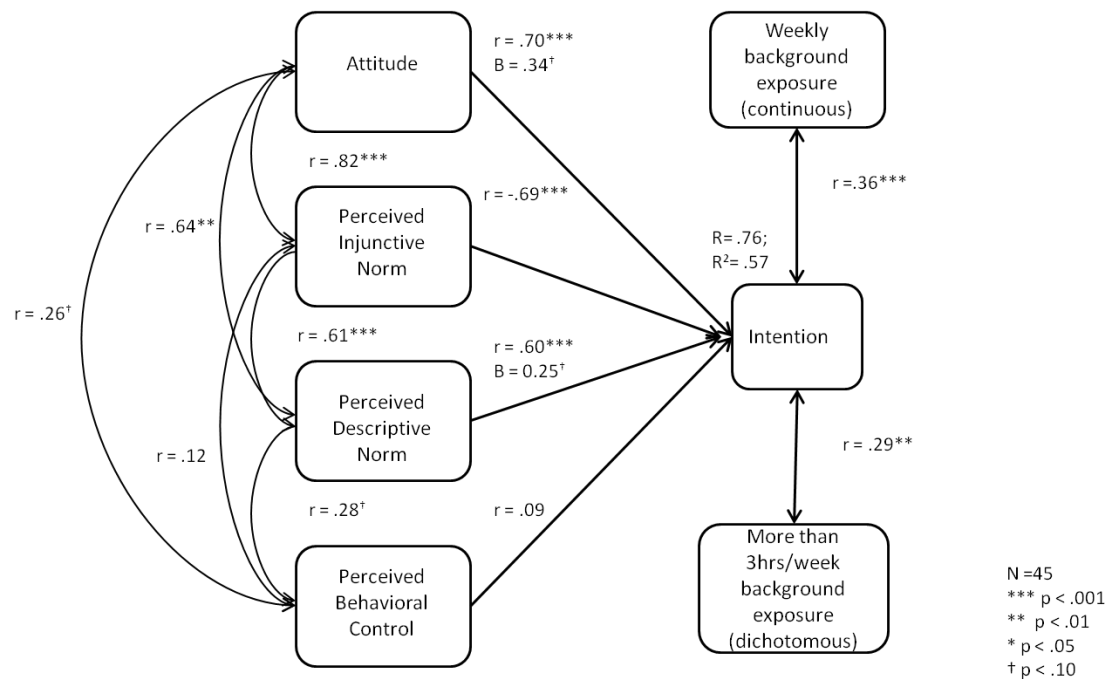 Attitude
r = .70***
B = .34†
Weekly
background
exposure
(continuous)
r = .82***
r = -.69***
r =.36***
r = .64**
Perceived
Injunctive
Norm
R= .76;
R²= .57
r = .26†
r = .61***
r = .60***
B = 0.25†
Intention
Perceived
Descriptive
Norm
r = .12
r = .29**
r = .28†
r = .09
Perceived
Behavioral
Control
More than
3hrs/week
background
exposure
(dichotomous)
N =45
*** p < .001
** p < .01
* p < .05
† p < .10